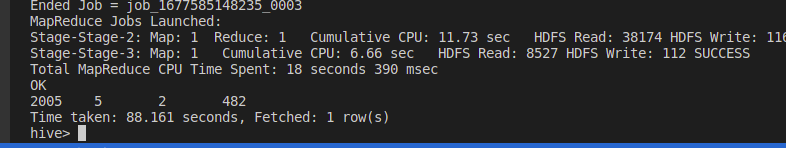 Ended Job = job_1677585148235_0003
MapReduce Jobs Launched:
Stage-Stage-2: Map: 1  Reduce: 1   Cumulative CPU: 11.73 sec   HDFS Read: 38174 HDFS Write: 116
Stage-Stage-3: Map: 1   Cumulative CPU: 6.66 sec   HDFS Read: 8527 HDFS Write: 112 SUCCESS
Total MapReduce CPU Time Spent: 18 seconds 390 msec
OK
2005    5       2       482
Time taken: 88.161 seconds, Fetched: 1 row(s)
hive>